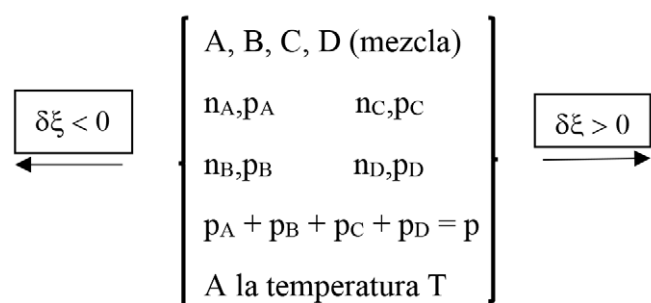 A, B, C, D (mezcla)
δξ < 0
nA,pA nC,pC
δξ > 0
nB,pB nD,pD
pA + pB + pC + pD = p
A la temperatura T